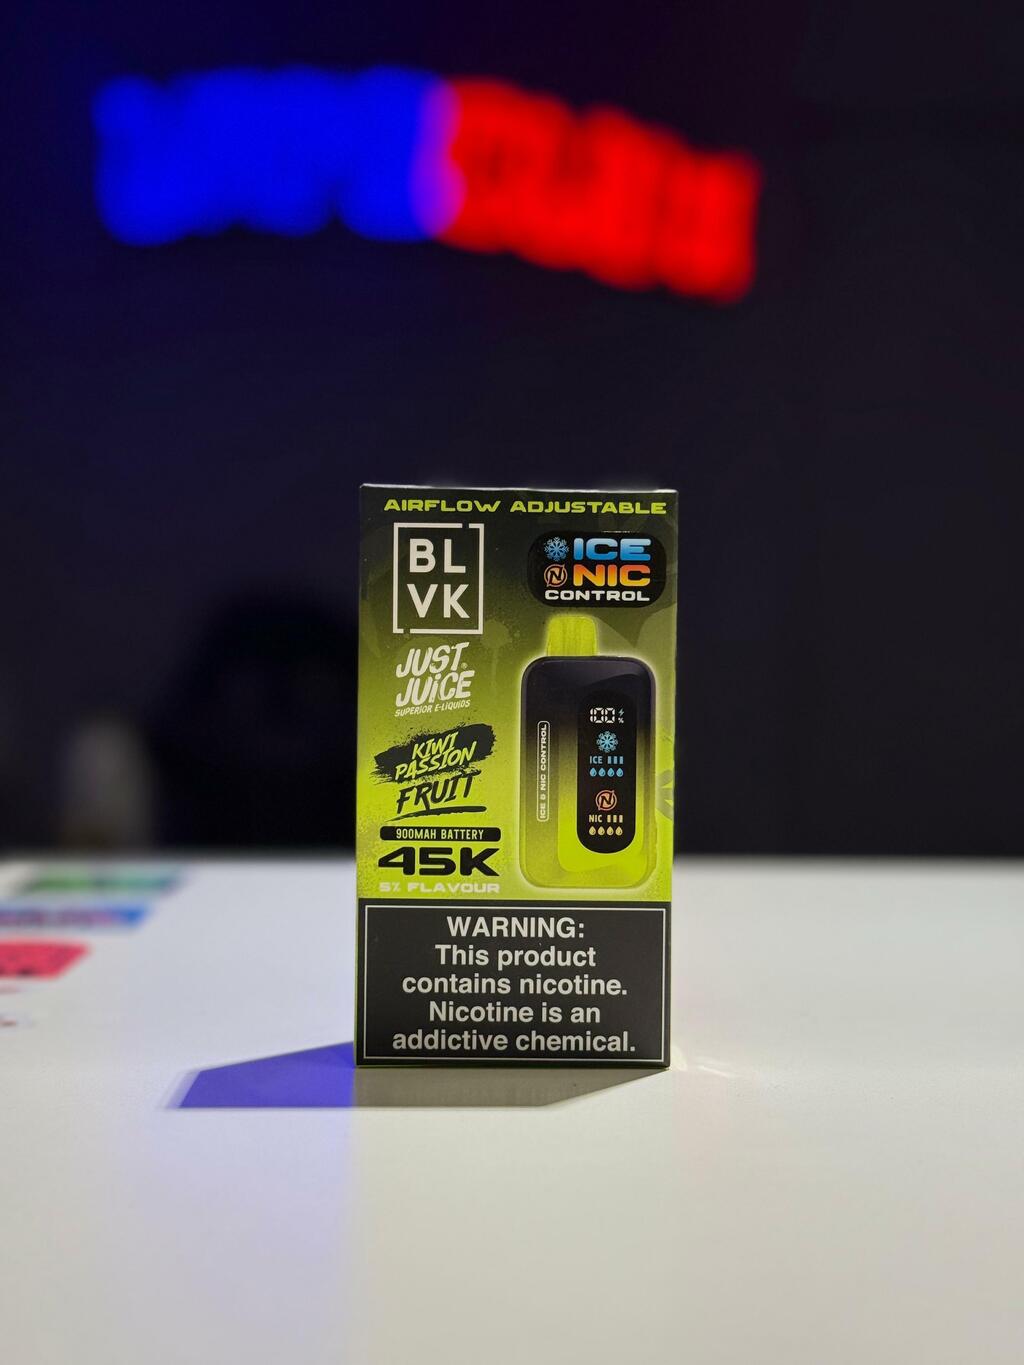 AIRFLOW ADJUSTABLE
BL
VK
ICE
NIC
CONTROL
JUST
JUICE
SUPERIOR E-LIQUIDS
KIWI
PASSION
FRUIT
900MAH BATTERY
45K
5% FLAVOUR
ICE & NIC CONTROL
100%
ICE
NIC
WARNING:
This product
contains nicotine.
Nicotine is an
addictive chemical.